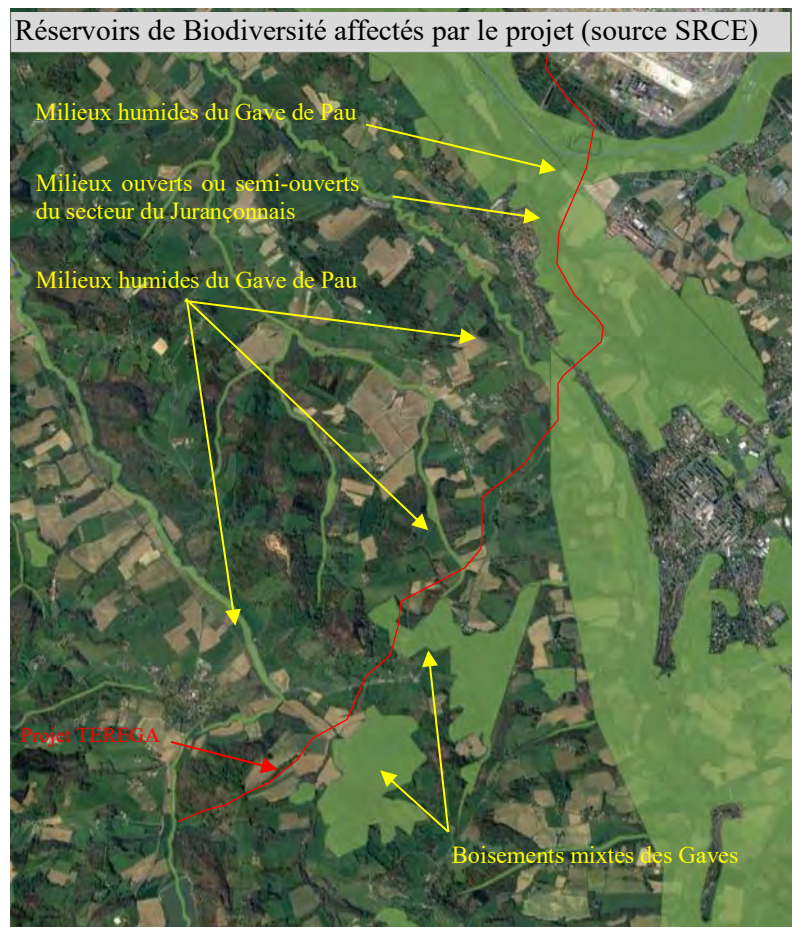 Réservoirs de Biodiversité affectés par le projet (source SRCE)
Milieux humides du Gave de Pau
Milieux ouverts ou semi-ouverts
du secteur du Jurançonnais
Milieux humides du Gave de Pau
Projet TEREGA
Boisements mixtes des Gaves